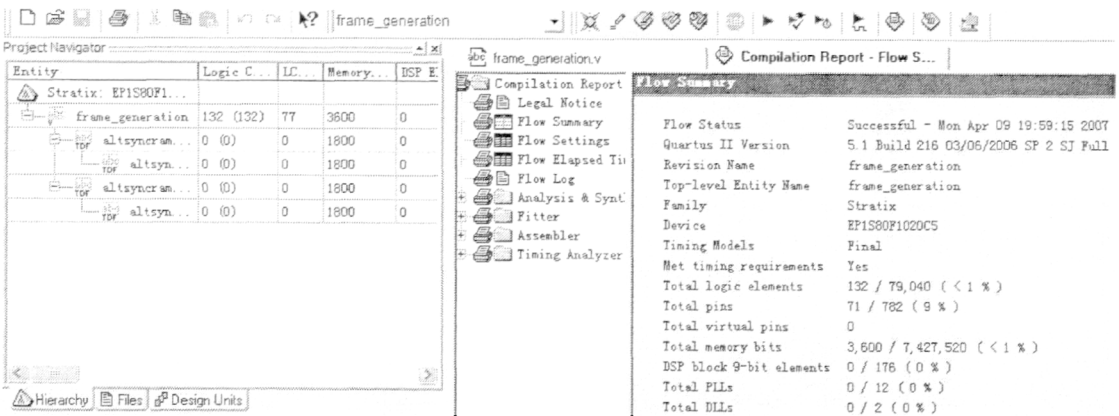 frame_generation
Project Navigator
Entity Logic C... LC... Memory... DSP E
Stratix: EP1S80F1...
frame_generation 132 (132) 77 3600 0
TDF altsyncram... 0 (0) 0 1800 0
TDF altsyn... 0 (0) 0 1800 0
TDF altsyncram... 0 (0) 0 1800 0
TDF altsyn... 0 (0) 0 1800 0
Hierarchy Files Design Units
abc frame_generation.v
Compilation Report - Flow S...
Compilation Report
Legal Notice
Flow Summary
Flow Settings
Flow Elapsed Ti
Flow Log
Analysis & Synt
Fitter
Assembler
Timing Analyzer
Flow Summary
Flow Status Successful - Mon Apr 09 19:59:15 2007
Quartus II Version 5.1 Build 216 03/06/2006 SP 2 SJ Full
Revision Name frame_generation
Top-level Entity Name frame_generation
Family Stratix
Device EP1S80F1020C5
Timing Models Final
Met timing requirements Yes
Total logic elements 132 / 79,040 ( < 1 % )
Total pins 71 / 782 ( 9 % )
Total virtual pins 0
Total memory bits 3,600 / 7,427,520 ( < 1 % )
DSP block 9-bit elements 0 / 176 ( 0 % )
Total PLLs 0 / 12 ( 0 % )
Total DLLs 0 / 2 ( 0 % )